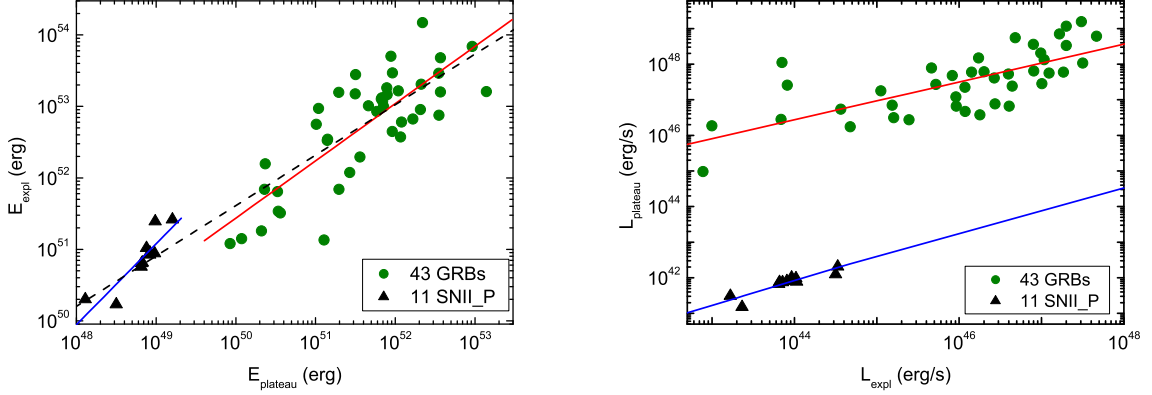 10^54
10^53
10^52
10^51
10^50
E_expl (erg)
43 GRBs
11 SNII_P
10^48 10^49 10^50 10^51 10^52 10^53
E_plateau (erg)
10^48
10^46
10^44
10^42
L_plateau (erg/s)
43 GRBs
11 SNII_P
10^44 10^46 10^48
L_expl (erg/s)